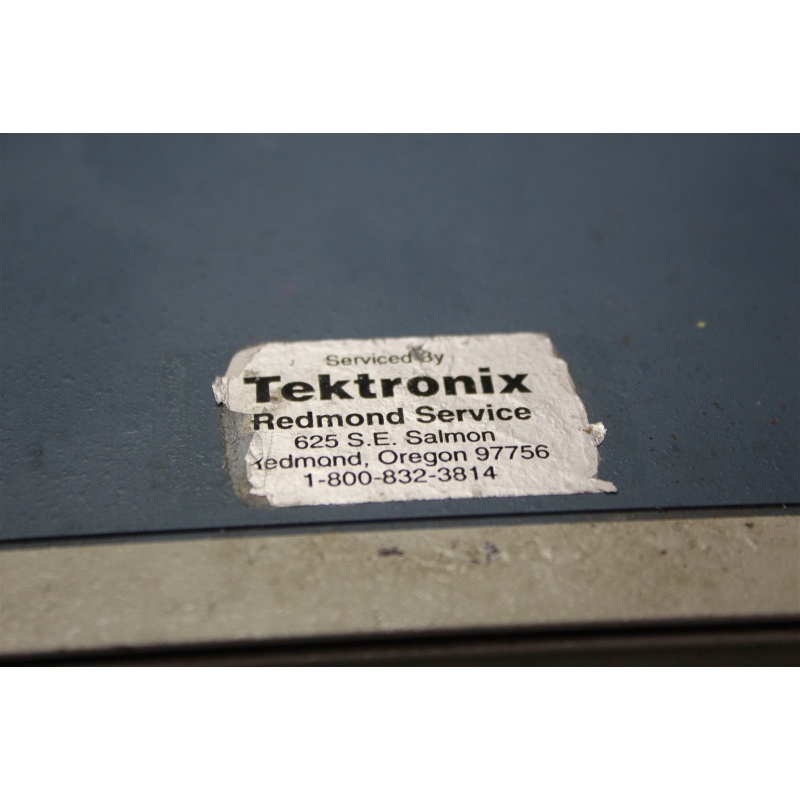 Serviced By
Tektronix
Redmond Service
625 S.E. Salmon
Redmond, Oregon 97756
1-800-832-3814